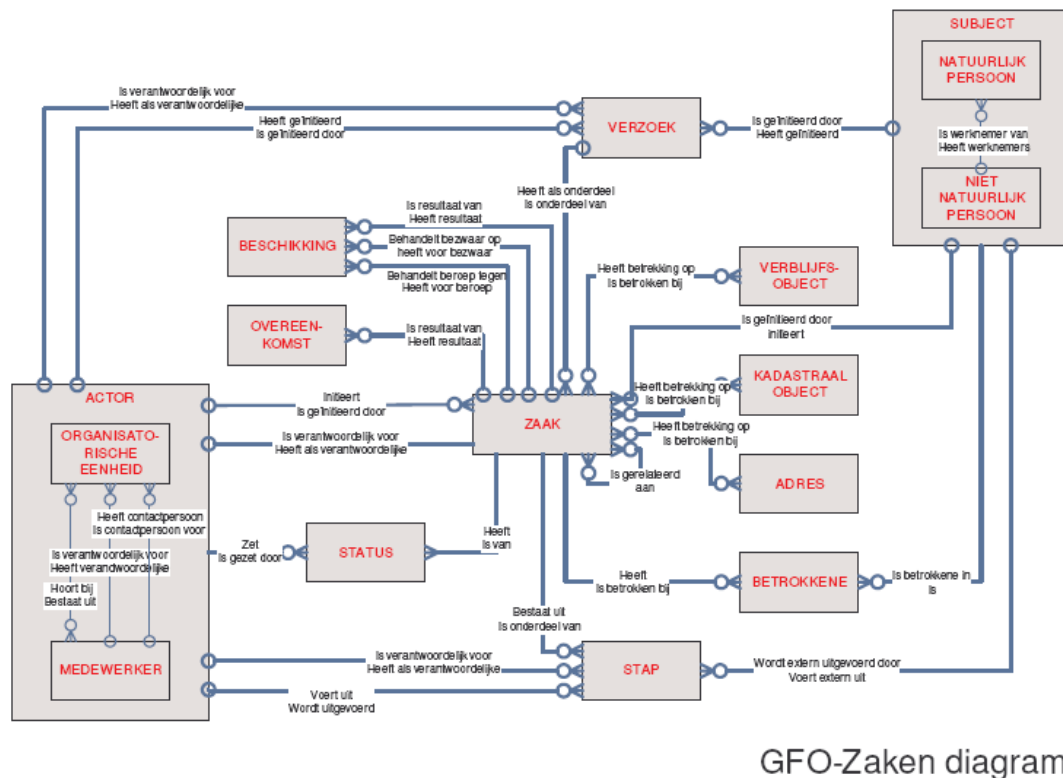 SUBJECT
NATUURLIJK
PERSOON
Is werknemer van
Heeft werknemers
NIET
NATUURLIJK
PERSOON
Is verantwoordelijk voor
Heeft als verantwoordelijke
Heeft geïnitieerd
Is geïnitieerd door
VERZOEK
Is geïnitieerd door
Heeft geïnitieerd
Heeft als onderdeel
Is onderdeel van
BESCHIKKING
Is resultaat van
Heeft resultaat
Behandelt bezwaar op
heeft voor bezwaar
Behandelt beroep tegen
Heeft voor beroep
Heeft betrekking op
Is betrokken bij
VERBLIJFS-
OBJECT
OVEREEN-
KOMST
Is resultaat van
Heeft resultaat
Is geïnitieerd door
initieert
KADASTRAAL
OBJECT
Heeft betrekking op
Is betrokken bij
ACTOR
Initieert
Is geïnitieerd door
ZAAK
Heeft betrekking op
Is betrokken bij
ORGANISATO-
RISCHE
EENHEID
Is verantwoordelijk voor
Heeft als verantwoordelijke
Is gerelateerd
aan
ADRES
Heeft contactpersoon
Is contactpersoon voor
Is verantwoordelijk voor
Heeft verandwoordelijke
Hoort bij
Bestaat uit
MEDEWERKER
Zet
Is gezet door
STATUS
Heeft
Is van
Heeft
Is betrokken bij
BETROKKENE
Is betrokkene in
Is
Bestaat uit
Is onderdeel van
Is verantwoordelijk voor
Heeft als verantwoordelijke
STAP
Wordt extern uitgevoerd door
Voert extern uit
Voert uit
Wordt uitgevoerd
GFO-Zaken diagram